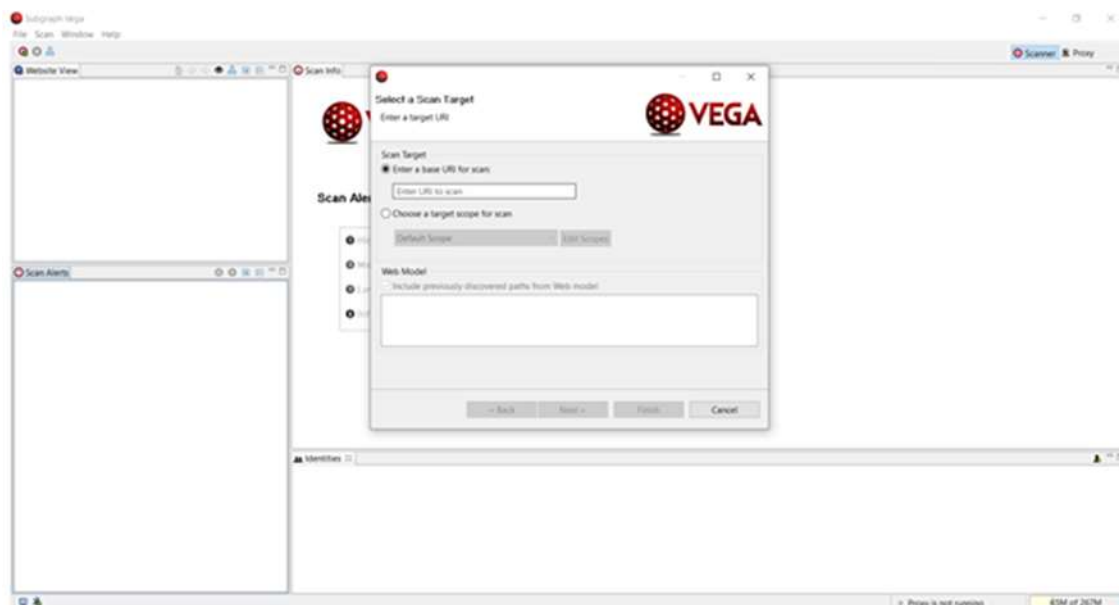 Subgraph Vega
File Scan Window Help
Scanner Proxy
Website View
Scan Info
Select a Scan Target
Enter a target URI
VEGA
Scan Target
Enter a base URI for scan:
Enter URI to scan
Choose a target scope for scan
Default Scope
Edit Scopes
Scan Ale
Web Model
Include previously discovered paths from Web model
Scan Alerts
< Back Next > Finish Cancel
Identities
Proxy is not running
65M of 267M